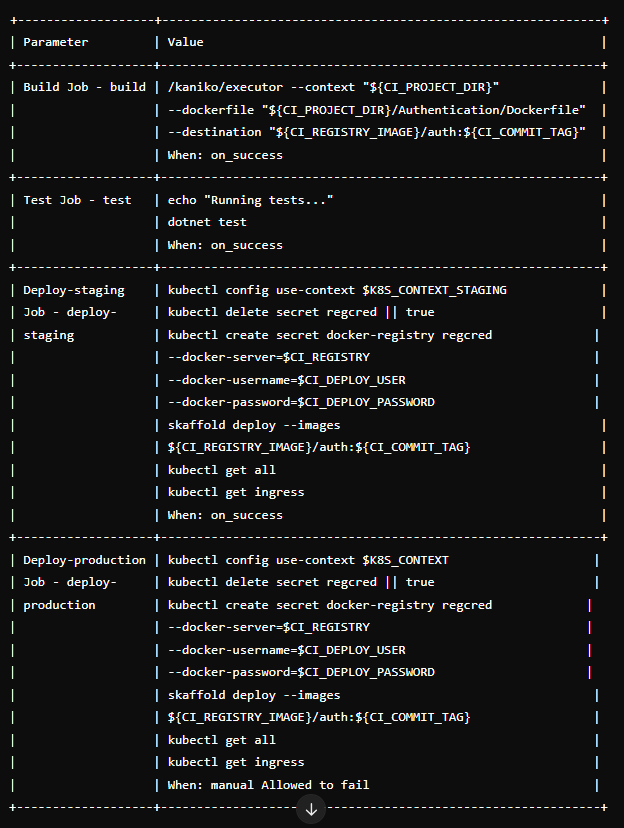 +-------------------+-------------------------------------------------------------+
| Parameter | Value |
+-------------------+-------------------------------------------------------------+
| Build Job - build | /kaniko/executor --context "${CI_PROJECT_DIR}" |
| | --dockerfile "${CI_PROJECT_DIR}/Authentication/Dockerfile" |
| | --destination "${CI_REGISTRY_IMAGE}/auth:${CI_COMMIT_TAG}" |
| | When: on_success |
+-------------------+-------------------------------------------------------------+
| Test Job - test | echo "Running tests..." |
| | dotnet test |
| | When: on_success |
+-------------------+-------------------------------------------------------------+
| Deploy-staging | kubectl config use-context $K8S_CONTEXT_STAGING |
| Job - deploy- | kubectl delete secret regcred || true |
| staging | kubectl create secret docker-registry regcred |
| | --docker-server=$CI_REGISTRY |
| | --docker-username=$CI_DEPLOY_USER |
| | --docker-password=$CI_DEPLOY_PASSWORD |
| | skaffold deploy --images |
| | ${CI_REGISTRY_IMAGE}/auth:${CI_COMMIT_TAG} |
| | kubectl get all |
| | kubectl get ingress |
| | When: on_success |
+-------------------+-------------------------------------------------------------+
| Deploy-production | kubectl config use-context $K8S_CONTEXT |
| Job - deploy- | kubectl delete secret regcred || true |
| production | kubectl create secret docker-registry regcred |
| | --docker-server=$CI_REGISTRY |
| | --docker-username=$CI_DEPLOY_USER |
| | --docker-password=$CI_DEPLOY_PASSWORD |
| | skaffold deploy --images |
| | ${CI_REGISTRY_IMAGE}/auth:${CI_COMMIT_TAG} |
| | kubectl get all |
| | kubectl get ingress |
| | When: manual Allowed to fail |
+-------------------+-------------------------------------------------------------+